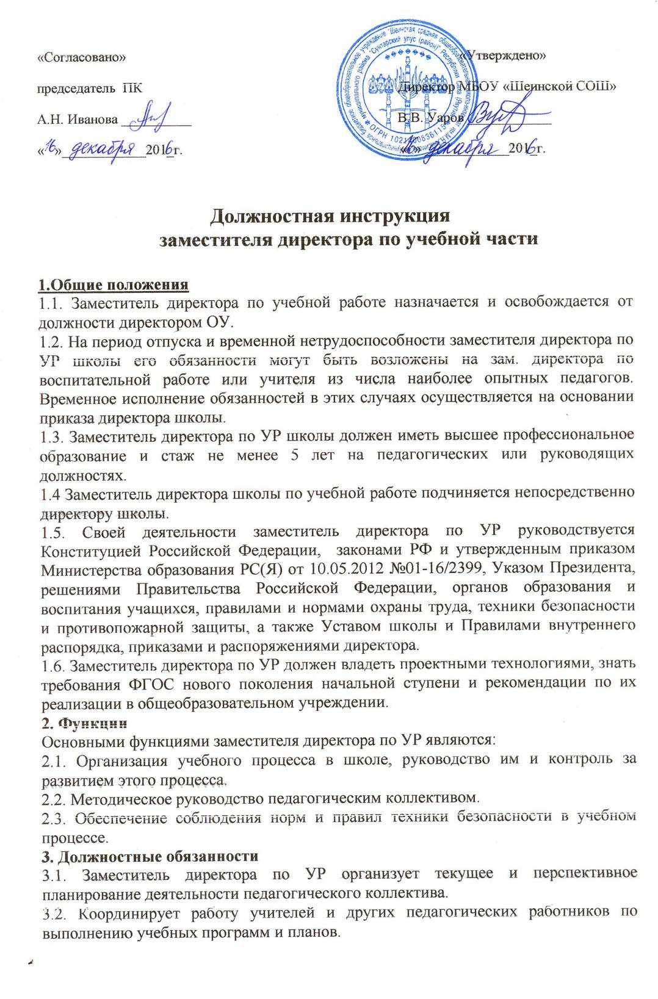 «Согласовано»
«Утверждено»
председатель ПК
Директор МБОУ «Шеинской СОШ»
А.Н. Иванова ___________
В.В. Уаров ___________
«16»  декабря  2016 г.
«16»  декабря  2016 г.
Должностная инструкция
заместителя директора по учебной части
1.Общие положения
1.1. Заместитель директора по учебной работе назначается и освобождается от
должности директором ОУ.
1.2. На период отпуска и временной нетрудоспособности заместителя директора по
УР школы его обязанности могут быть возложены на зам. директора по
воспитательной работе или учителя из числа наиболее опытных педагогов.
Временное исполнение обязанностей в этих случаях осуществляется на основании
приказа директора школы.
1.3. Заместитель директора по УР школы должен иметь высшее профессиональное
образование и стаж не менее 5 лет на педагогических или руководящих
должностях.
1.4 Заместитель директора школы по учебной работе подчиняется непосредственно
директору школы.
1.5. Своей деятельности заместитель директора по УР руководствуется
Конституцией Российской Федерации, законами РФ и утвержденным приказом
Министерства образования РС(Я) от 10.05.2012 №01-16/2399, Указом Президента,
решениями Правительства Российской Федерации, органов образования и
воспитания учащихся, правилами и нормами охраны труда, техники безопасности
и противопожарной защиты, а также Уставом школы и Правилами внутреннего
распорядка, приказами и распоряжениями директора.
1.6. Заместитель директора по УР должен владеть проектными технологиями, знать
требования ФГОС нового поколения начальной ступени и рекомендации по их
реализации в общеобразовательном учреждении.
2. Функции
Основными функциями заместителя директора по УР являются:
2.1. Организация учебного процесса в школе, руководство им и контроль за
развитием этого процесса.
2.2. Методическое руководство педагогическим коллективом.
2.3. Обеспечение соблюдения норм и правил техники безопасности в учебном
процессе.
3. Должностные обязанности
3.1. Заместитель директора по УР организует текущее и перспективное
планирование деятельности педагогического коллектива.
3.2. Координирует работу учителей и других педагогических работников по
выполнению учебных программ и планов.